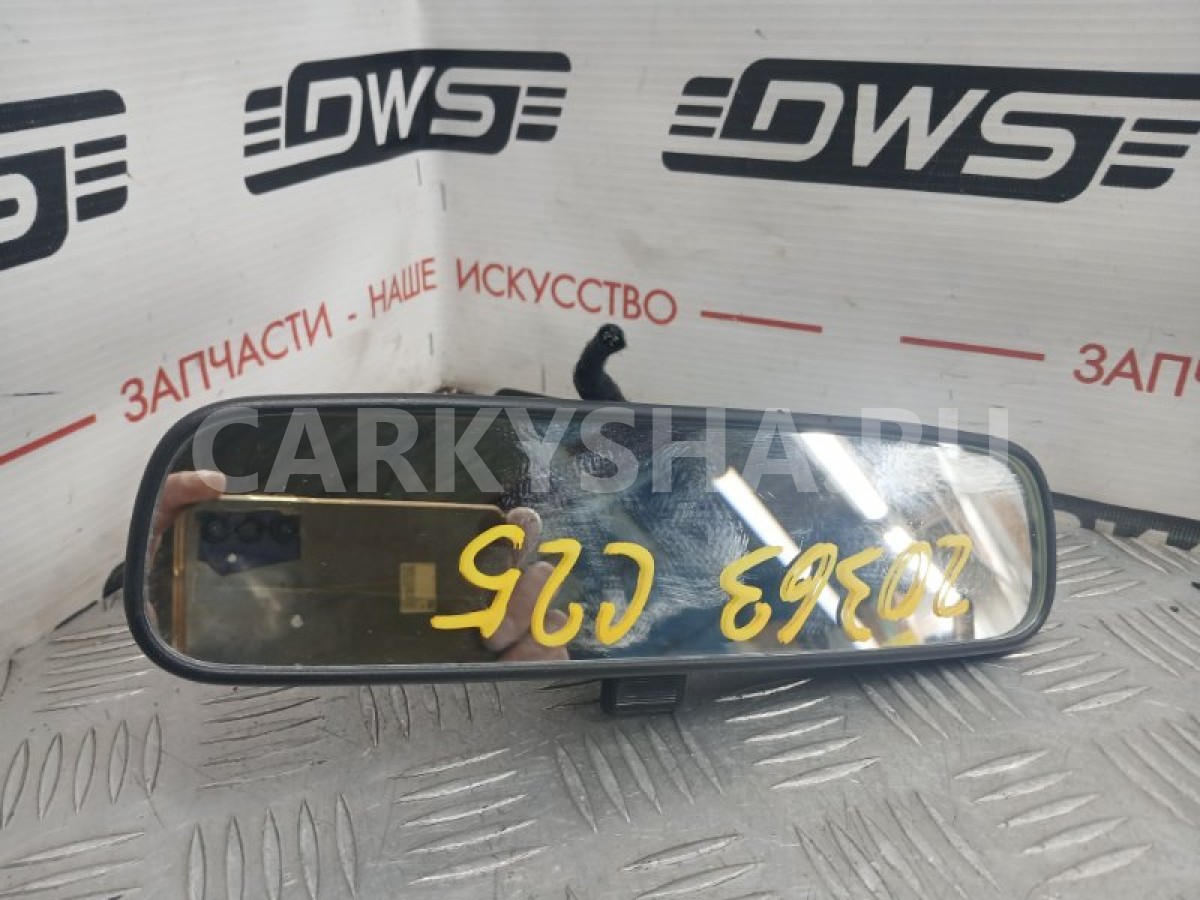 DWS
DWS
S
ЗАПЧАСТИ - НАШЕ ИСКУССТВО
ЗАПЧ
CARKYSHA.RU
20363 C25